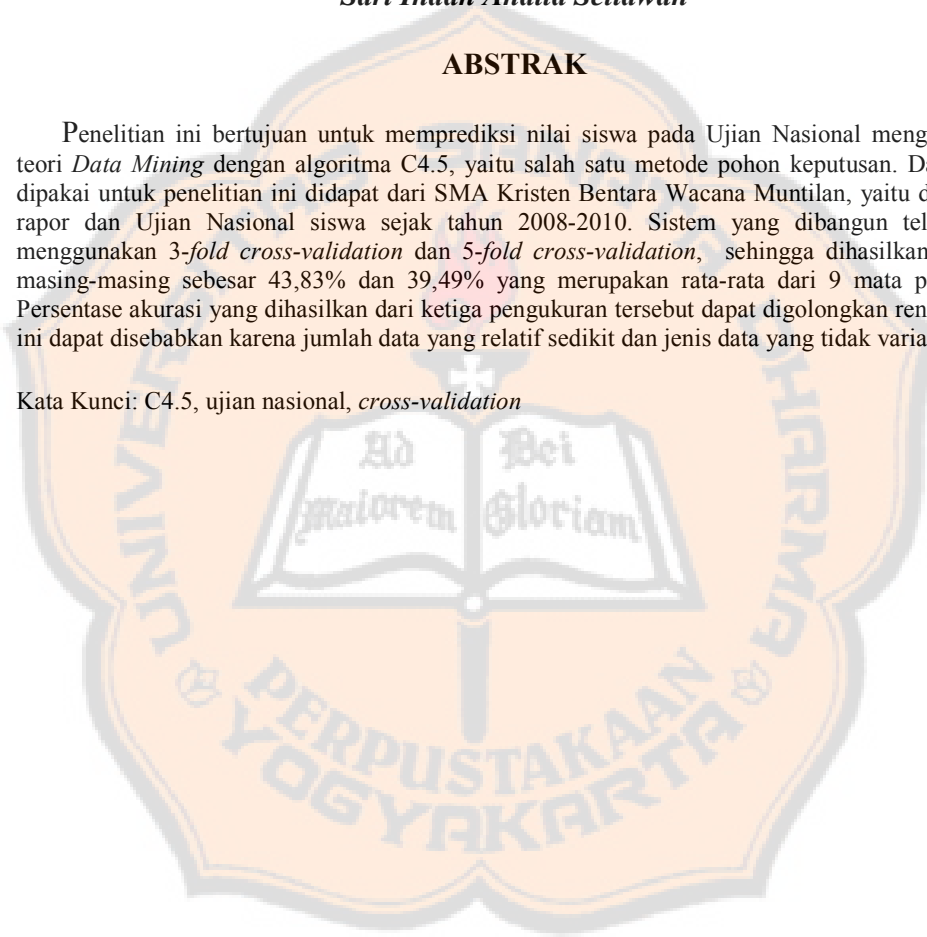 Sari Indah Anatta Setiawan
ABSTRAK
Penelitian ini bertujuan untuk memprediksi nilai siswa pada Ujian Nasional meng
teori Data Mining dengan algoritma C4.5, yaitu salah satu metode pohon keputusan. Da
dipakai untuk penelitian ini didapat dari SMA Kristen Bentara Wacana Muntilan, yaitu d
rapor dan Ujian Nasional siswa sejak tahun 2008-2010. Sistem yang dibangun tel
menggunakan 3-fold cross-validation dan 5-fold cross-validation, sehingga dihasilkan
masing-masing sebesar 43,83% dan 39,49% yang merupakan rata-rata dari 9 mata p
Persentase akurasi yang dihasilkan dari ketiga pengukuran tersebut dapat digolongkan ren
ini dapat disebabkan karena jumlah data yang relatif sedikit dan jenis data yang tidak varia
Kata Kunci: C4.5, ujian nasional, cross-validation
UNIVERSITAS SANATA DHARMA
Ad Maiorem
Dei Gloriam
PERPUSTAKAAN
YOGYAKARTA